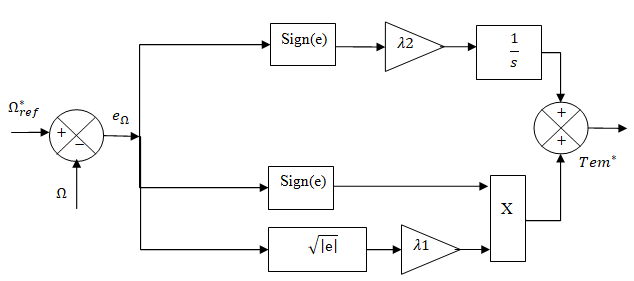 Sign(e)
λ2
1
s
Ω*ref
+
−
eΩ
Ω
+
+
Tem*
Sign(e)
X
√|e|
λ1